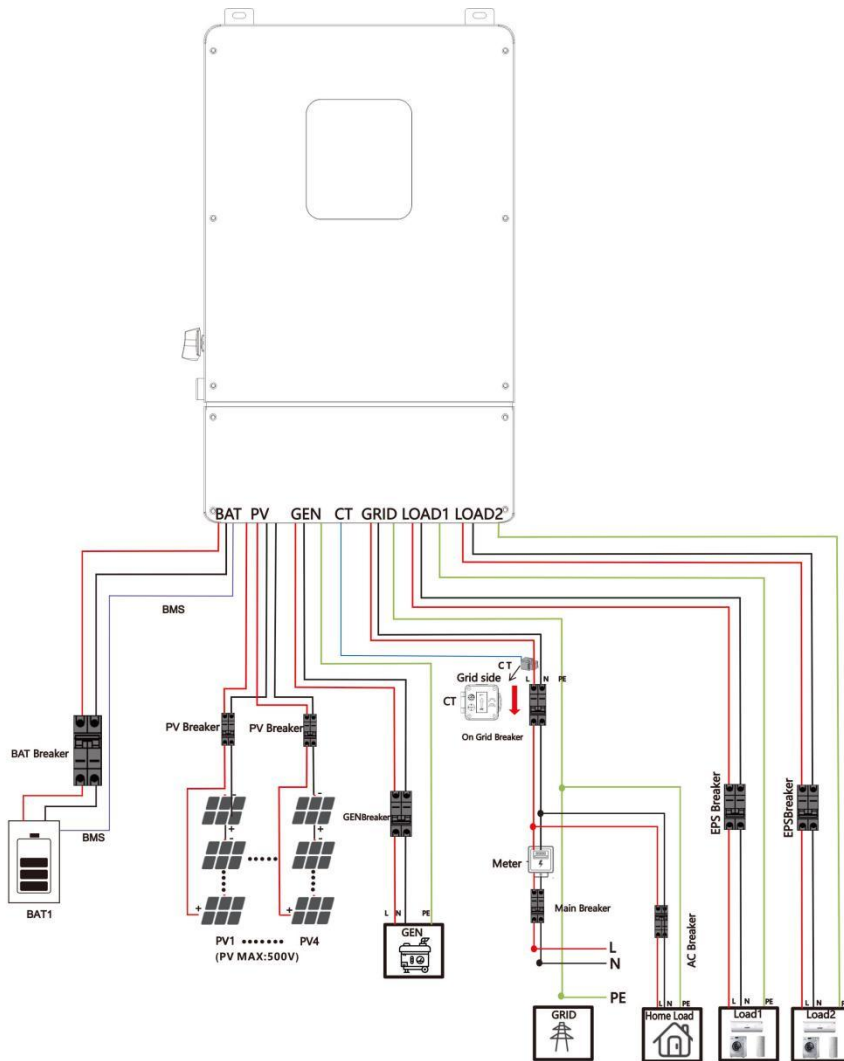 BAT PV GEN CT GRID LOAD1 LOAD2
BMS
CT
L N PE
Grid side
CT
On Grid Breaker
PV Breaker
PV Breaker
BAT Breaker
GENBreaker
EPS Breaker
EPSBreaker
BMS
Meter
Main Breaker
AC Breaker
BAT1
PV1 PV4
(PV MAX:500V)
L N PE
GEN
L
N
PE
GRID
L N PE
Home Load
L N PE
Load1
L N P
Load2